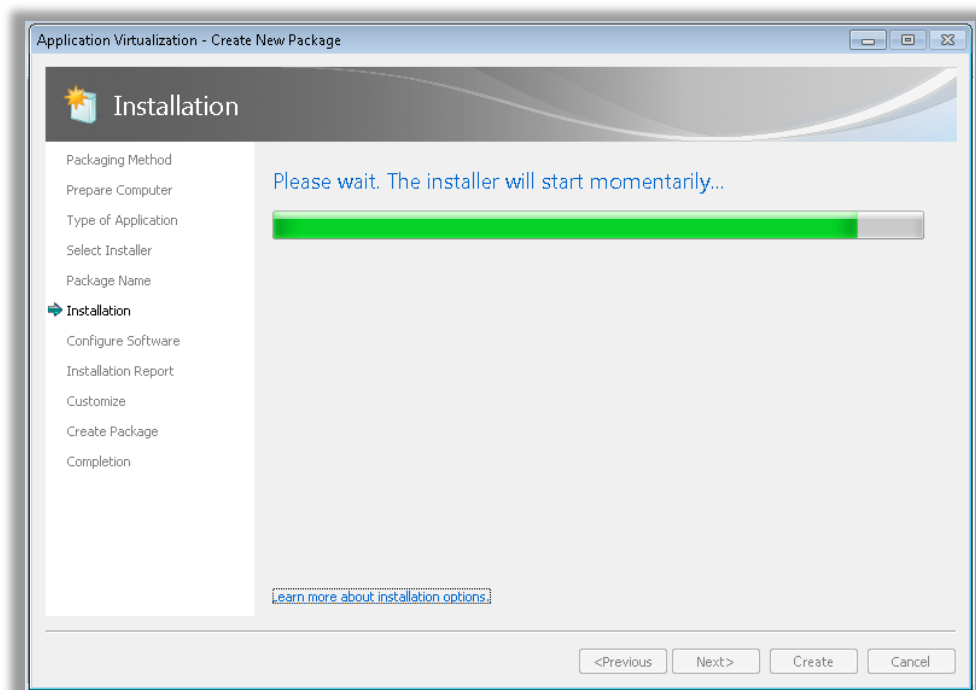 Application Virtualization - Create New Package
Installation
Packaging Method
Prepare Computer
Type of Application
Select Installer
Package Name
Installation
Configure Software
Installation Report
Customize
Create Package
Completion
Please wait. The installer will start momentarily...
Learn more about installation options.
<Previous
Next>
Create
Cancel